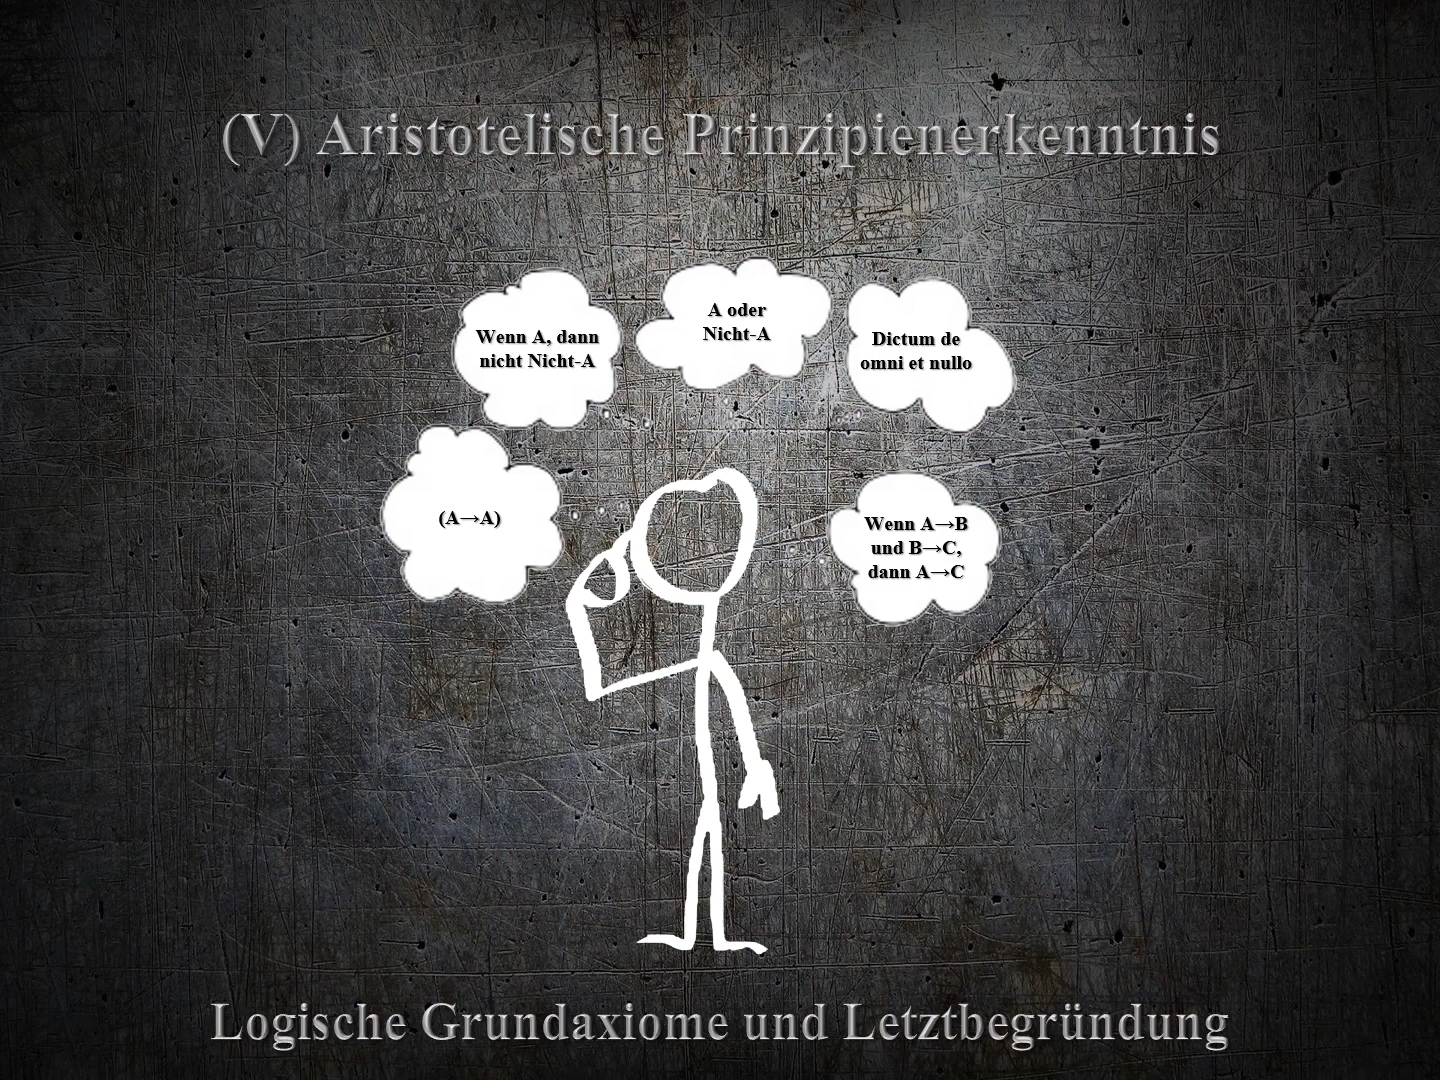 (V) Aristotelische Prinzipienerkenntnis
Wenn A, dann
nicht Nicht-A
A oder
Nicht-A
Dictum de
omni et nullo
(A→A)
Wenn A→B
und B→C,
dann A→C
Logische Grundaxiome und Letztbegründung